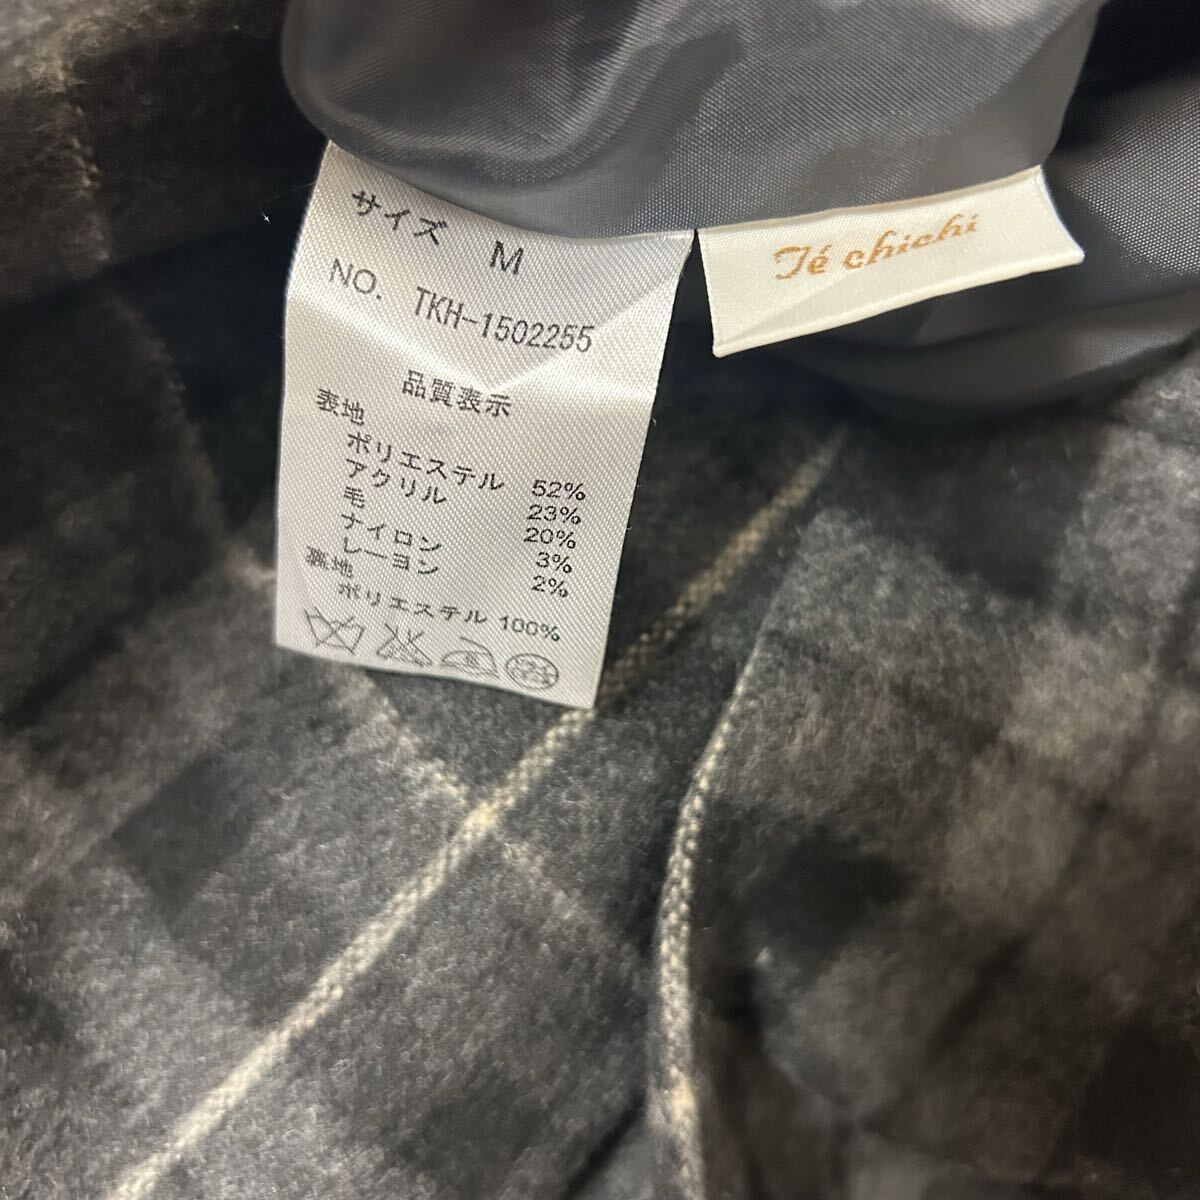 サイズ M
NO. TKH-1502255
品質表示
表地
ポリエステル 52%
アクリル 23%
毛 20%
ナイロン 3%
レーヨン 2%
裏地
ポリエステル 100%
Té chichi